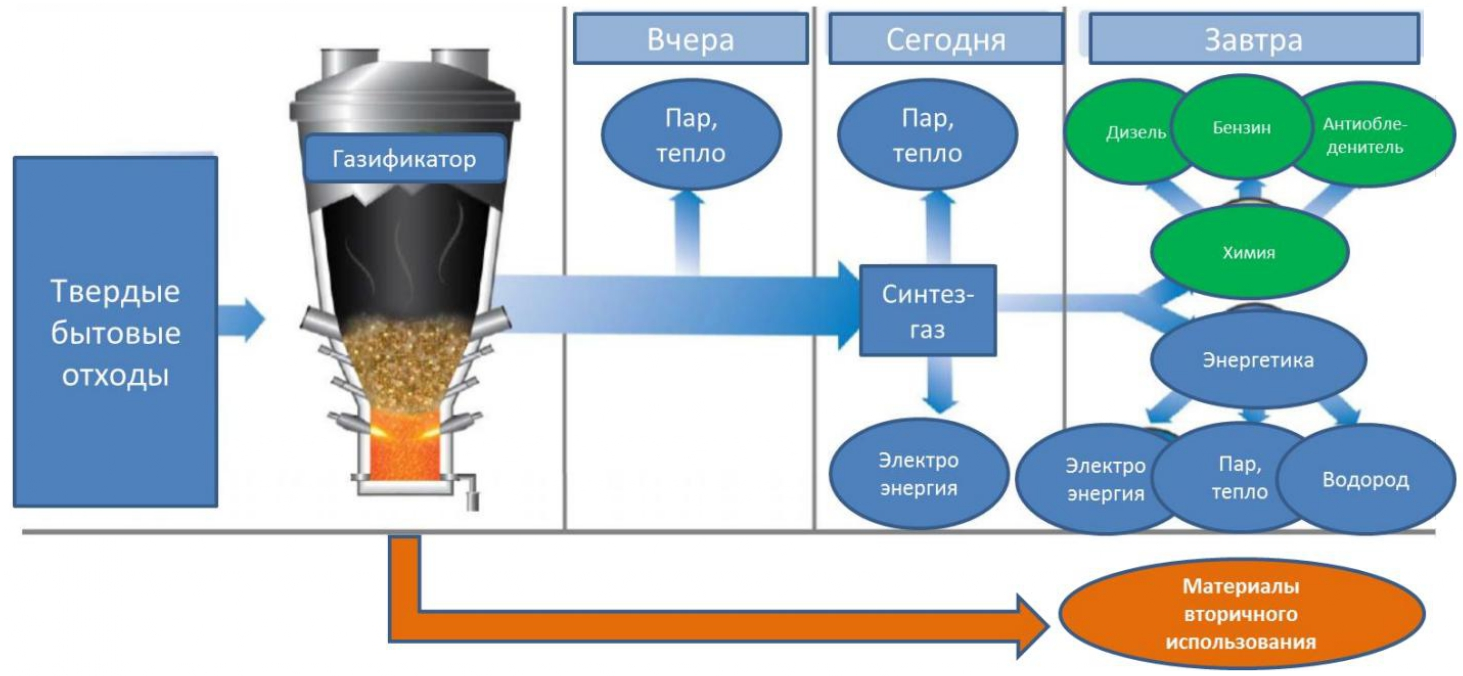 Вчера
Сегодня
Завтра
Твердые
бытовые
отходы
Газификатор
Пар,
тепло
Пар,
тепло
Синтез-
газ
Электро
энергия
Дизель
Бензин
Антиобле-
денитель
Химия
Энергетика
Электро
энергия
Пар,
тепло
Водород
Материалы
вторичного
использования